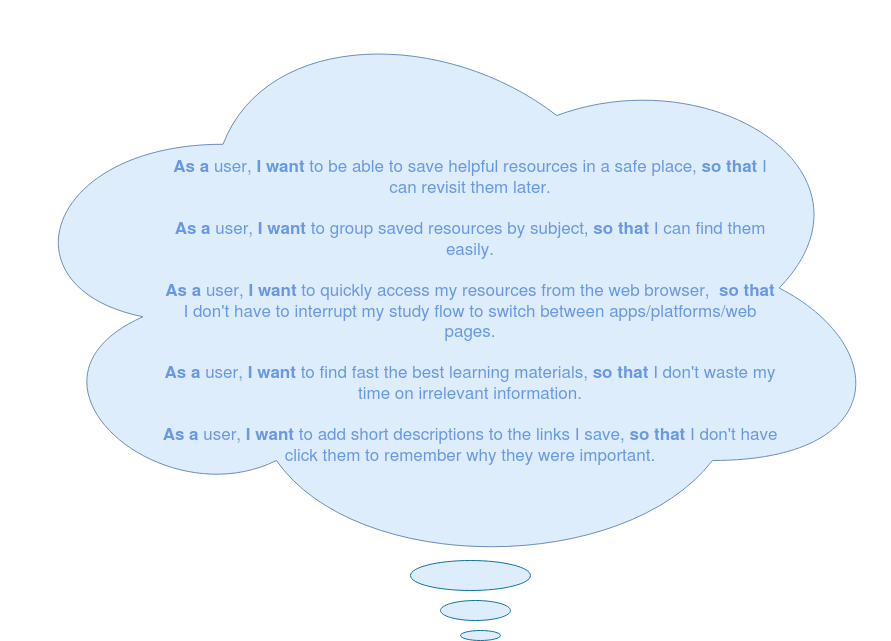 As a user, I want to be able to save helpful resources in a safe place, so that I
can revisit them later.
As a user, I want to group saved resources by subject, so that I can find them
easily.
As a user, I want to quickly access my resources from the web browser,  so that
I don't have to interrupt my study flow to switch between apps/platforms/web
pages.
As a user, I want to find fast the best learning materials, so that I don't waste my
time on irrelevant information.
As a user, I want to add short descriptions to the links I save, so that I don't have
click them to remember why they were important.